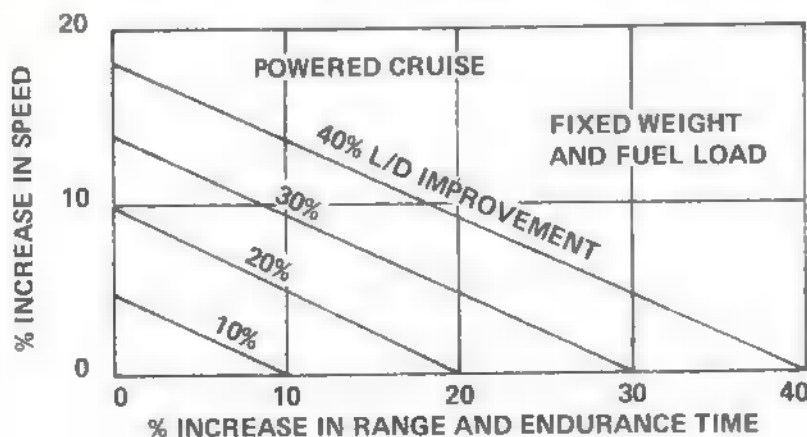 % INCREASE IN SPEED
20
10
0
POWERED CRUISE
FIXED WEIGHT
AND FUEL LOAD
40% L/D IMPROVEMENT
30%
20%
10%
0 10 20 30 40
% INCREASE IN RANGE AND ENDURANCE TIME